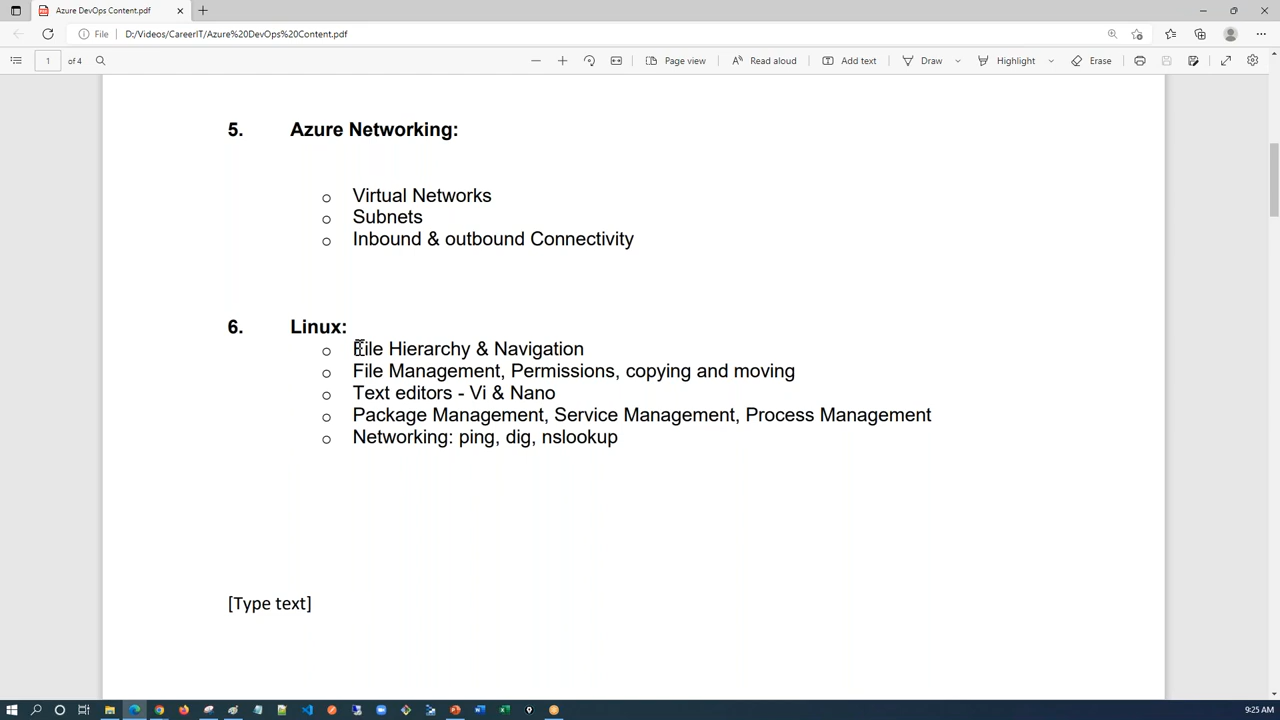 Azure DevOps Content.pdf
File
D:/Videos/CareerIT/Azure%20DevOps%20Content.pdf
1 of 4
Page view
Read aloud
Add text
Draw
Highlight
Erase
5. Azure Networking:
o Virtual Networks
o Subnets
o Inbound & outbound Connectivity
6. Linux:
o File Hierarchy & Navigation
o File Management, Permissions, copying and moving
o Text editors - Vi & Nano
o Package Management, Service Management, Process Management
o Networking: ping, dig, nslookup
[Type text]
9:25 AM